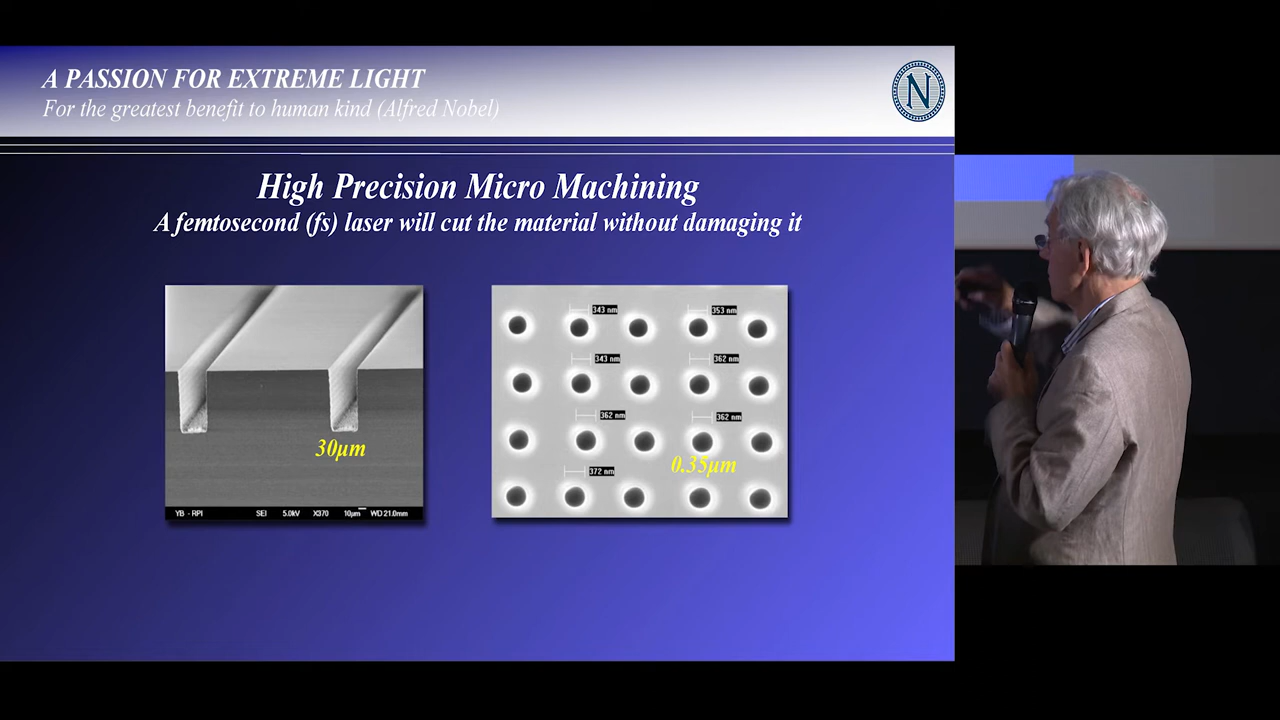 A PASSION FOR EXTREME LIGHT
For the greatest benefit to human kind (Alfred Nobel)
N
High Precision Micro Machining
A femtosecond (fs) laser will cut the material without damaging it
30µm
YB - RPI SEI 5.0kV X370 10µm WD 21.0mm
343 nm 353 nm
343 nm 362 nm
362 nm 362 nm
0.35µm
372 nm